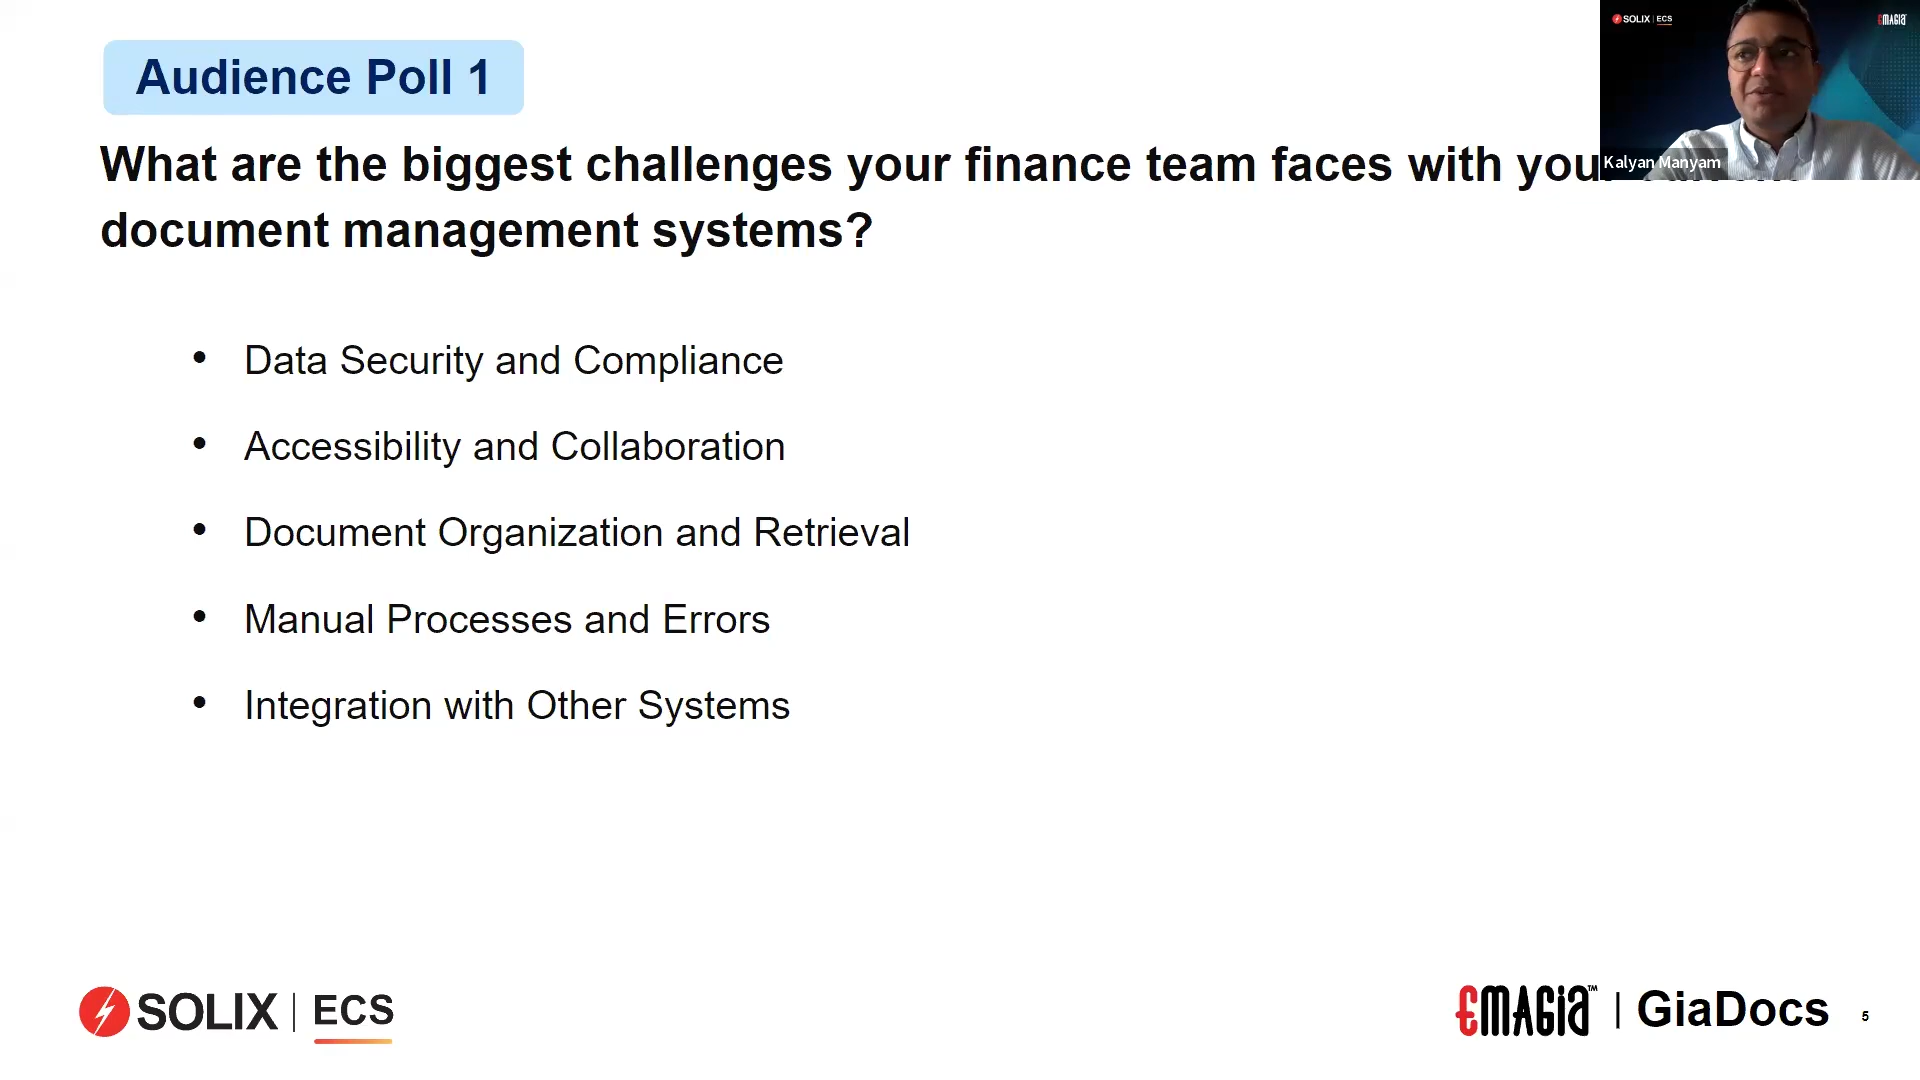 Audience Poll 1
What are the biggest challenges your finance team faces with your
document management systems?
• Data Security and Compliance
• Accessibility and Collaboration
• Document Organization and Retrieval
• Manual Processes and Errors
• Integration with Other Systems
SOLIX | ECS
EMAGIA
Kalyan Manyam
SOLIX | ECS
EMAGIA™ | GiaDocs
5